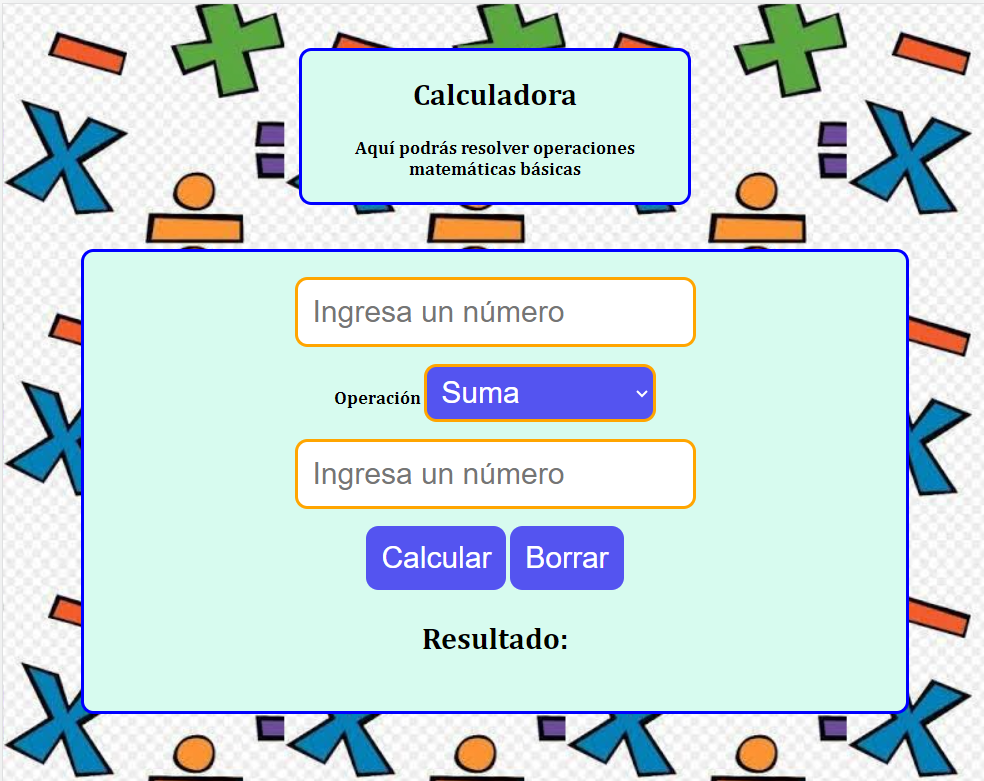 Calculadora
Aquí podrás resolver operaciones
matemáticas básicas
Ingresa un número
Operación Suma
Ingresa un número
Calcular Borrar
Resultado: